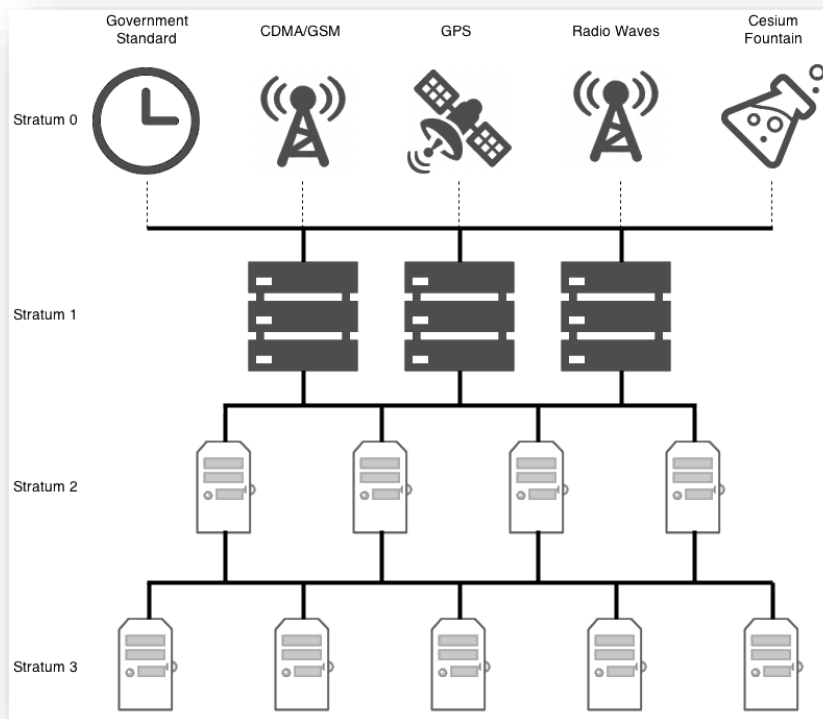 Government
Standard
CDMA/GSM
GPS
Radio Waves
Cesium
Fountain
Stratum 0
Stratum 1
Stratum 2
Stratum 3